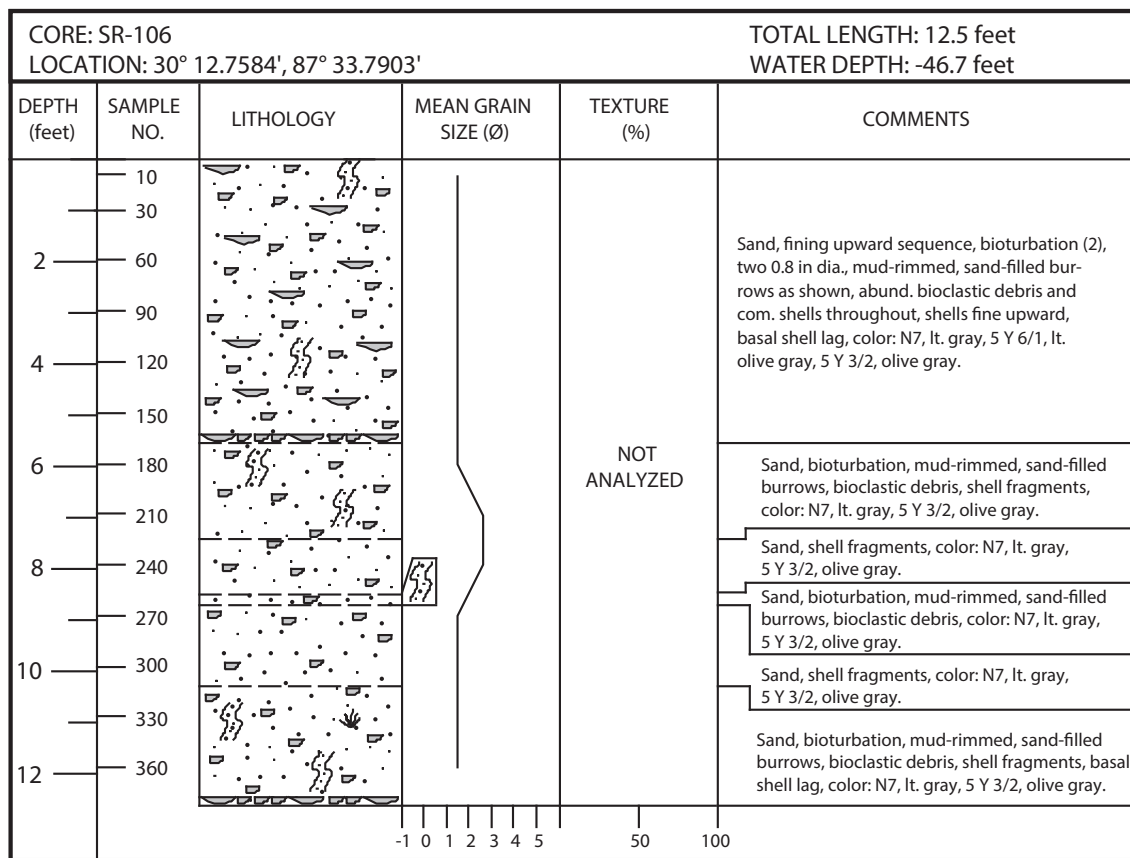 CORE: SR-106
TOTAL LENGTH: 12.5 feet
LOCATION: 30° 12.7584', 87° 33.7903'
WATER DEPTH: -46.7 feet
DEPTH
(feet)
SAMPLE
NO.
LITHOLOGY
MEAN GRAIN
SIZE (Ø)
TEXTURE
(%)
COMMENTS
2
4
6
8
10
12
10
30
60
90
120
150
180
210
240
270
300
330
360
-1 0 1 2 3 4 5
NOT
ANALYZED
50 100
Sand, fining upward sequence, bioturbation (2),
two 0.8 in dia., mud-rimmed, sand-filled bur-
rows as shown, abund. bioclastic debris and
com. shells throughout, shells fine upward,
basal shell lag, color: N7, lt. gray, 5 Y 6/1, lt.
olive gray, 5 Y 3/2, olive gray.
Sand, bioturbation, mud-rimmed, sand-filled
burrows, bioclastic debris, shell fragments,
color: N7, lt. gray, 5 Y 3/2, olive gray.
Sand, shell fragments, color: N7, lt. gray,
5 Y 3/2, olive gray.
Sand, bioturbation, mud-rimmed, sand-filled
burrows, bioclastic debris, color: N7, lt. gray,
5 Y 3/2, olive gray.
Sand, shell fragments, color: N7, lt. gray,
5 Y 3/2, olive gray.
Sand, bioturbation, mud-rimmed, sand-filled
burrows, bioclastic debris, shell fragments, basal
shell lag, color: N7, lt. gray, 5 Y 3/2, olive gray.